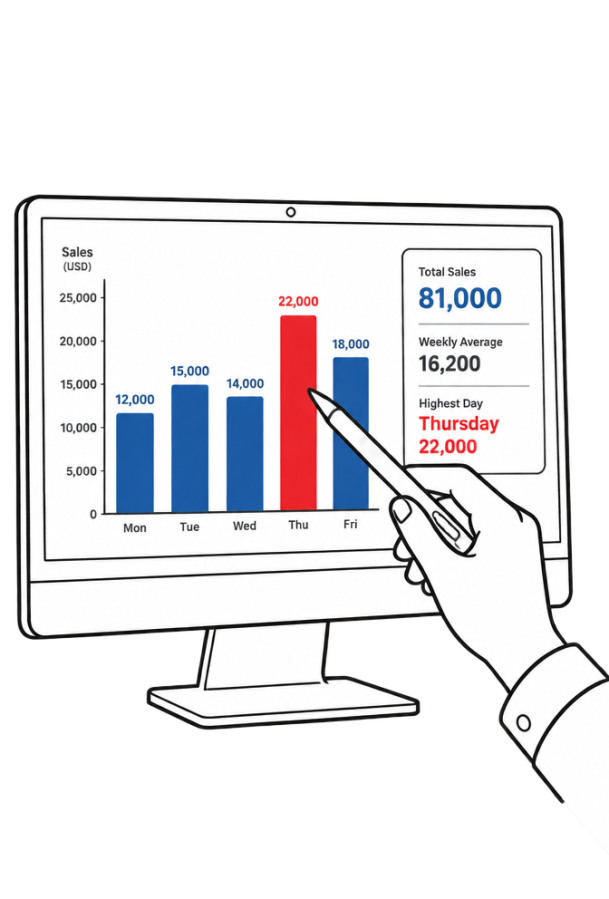 Sales
(USD)
25,000
20,000
15,000
10,000
5,000
0
12,000
15,000
14,000
22,000
18,000
Mon
Tue
Wed
Thu
Fri
Total Sales
81,000
Weekly Average
16,200
Highest Day
Thursday
22,000